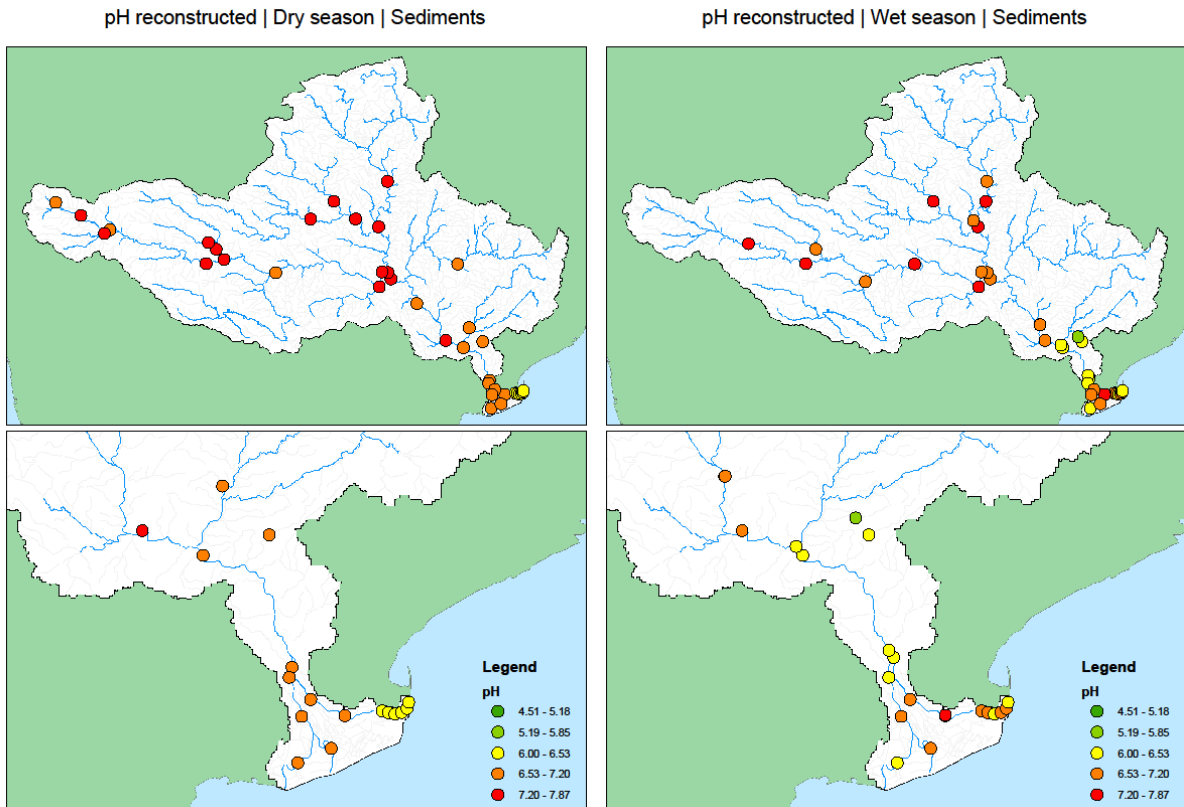 pH reconstructed | Dry season | Sediments
pH reconstructed | Wet season | Sediments
Legend
pH
4.51 - 5.18
5.19 - 5.85
6.00 - 6.53
6.53 - 7.20
7.20 - 7.87
Legend
pH
4.51 - 5.18
5.19 - 5.85
6.00 - 6.53
6.53 - 7.20
7.20 - 7.87